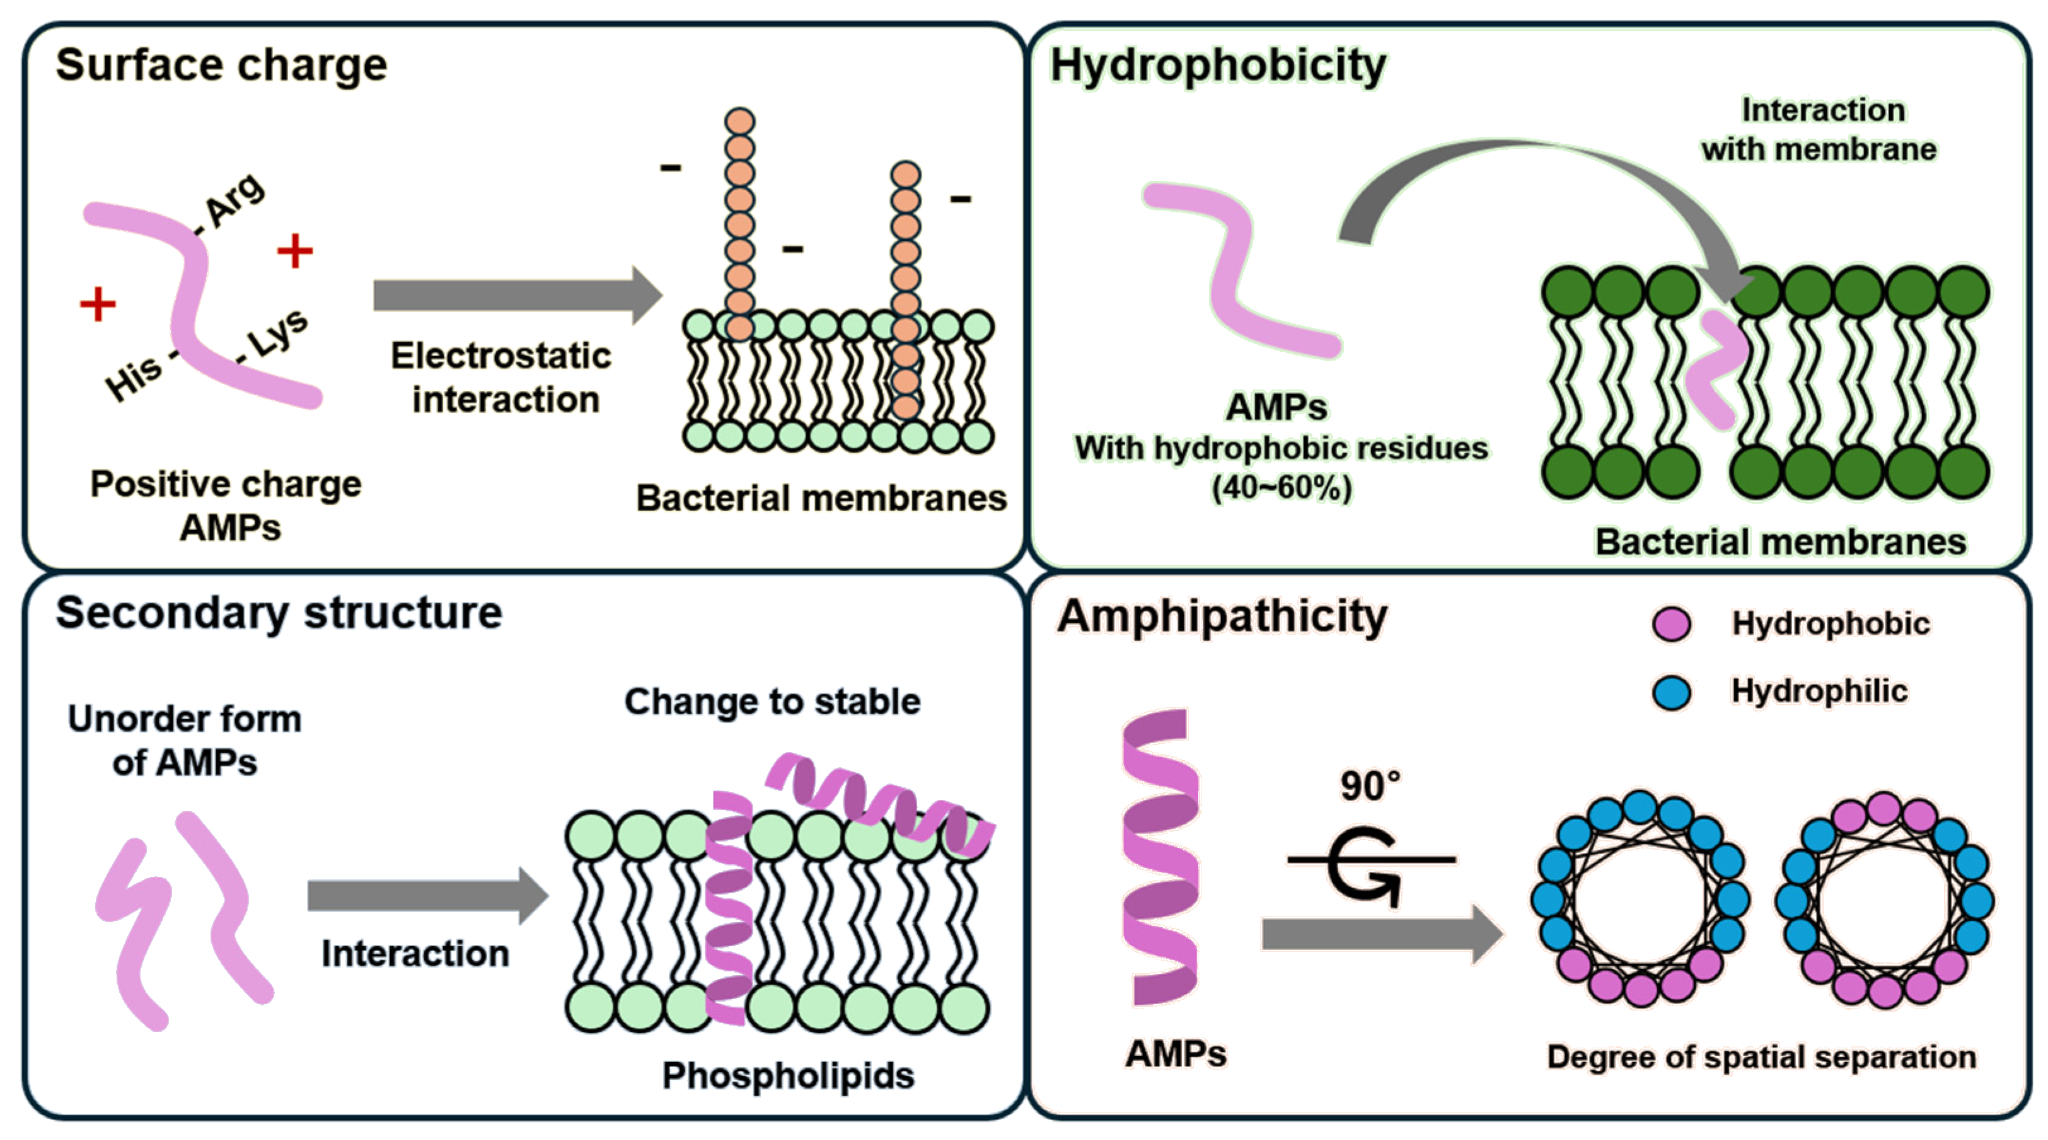 Surface charge
- Arg
+
+
His -
- Lys
Positive charge
AMPs
Electrostatic
interaction
-
-
-
Bacterial membranes
Hydrophobicity
Interaction
with membrane
AMPs
With hydrophobic residues
(40~60%)
Bacterial membranes
Secondary structure
Unorder form
of AMPs
Interaction
Change to stable
Phospholipids
Amphipathicity
Hydrophobic
Hydrophilic
AMPs
90°
Degree of spatial separation